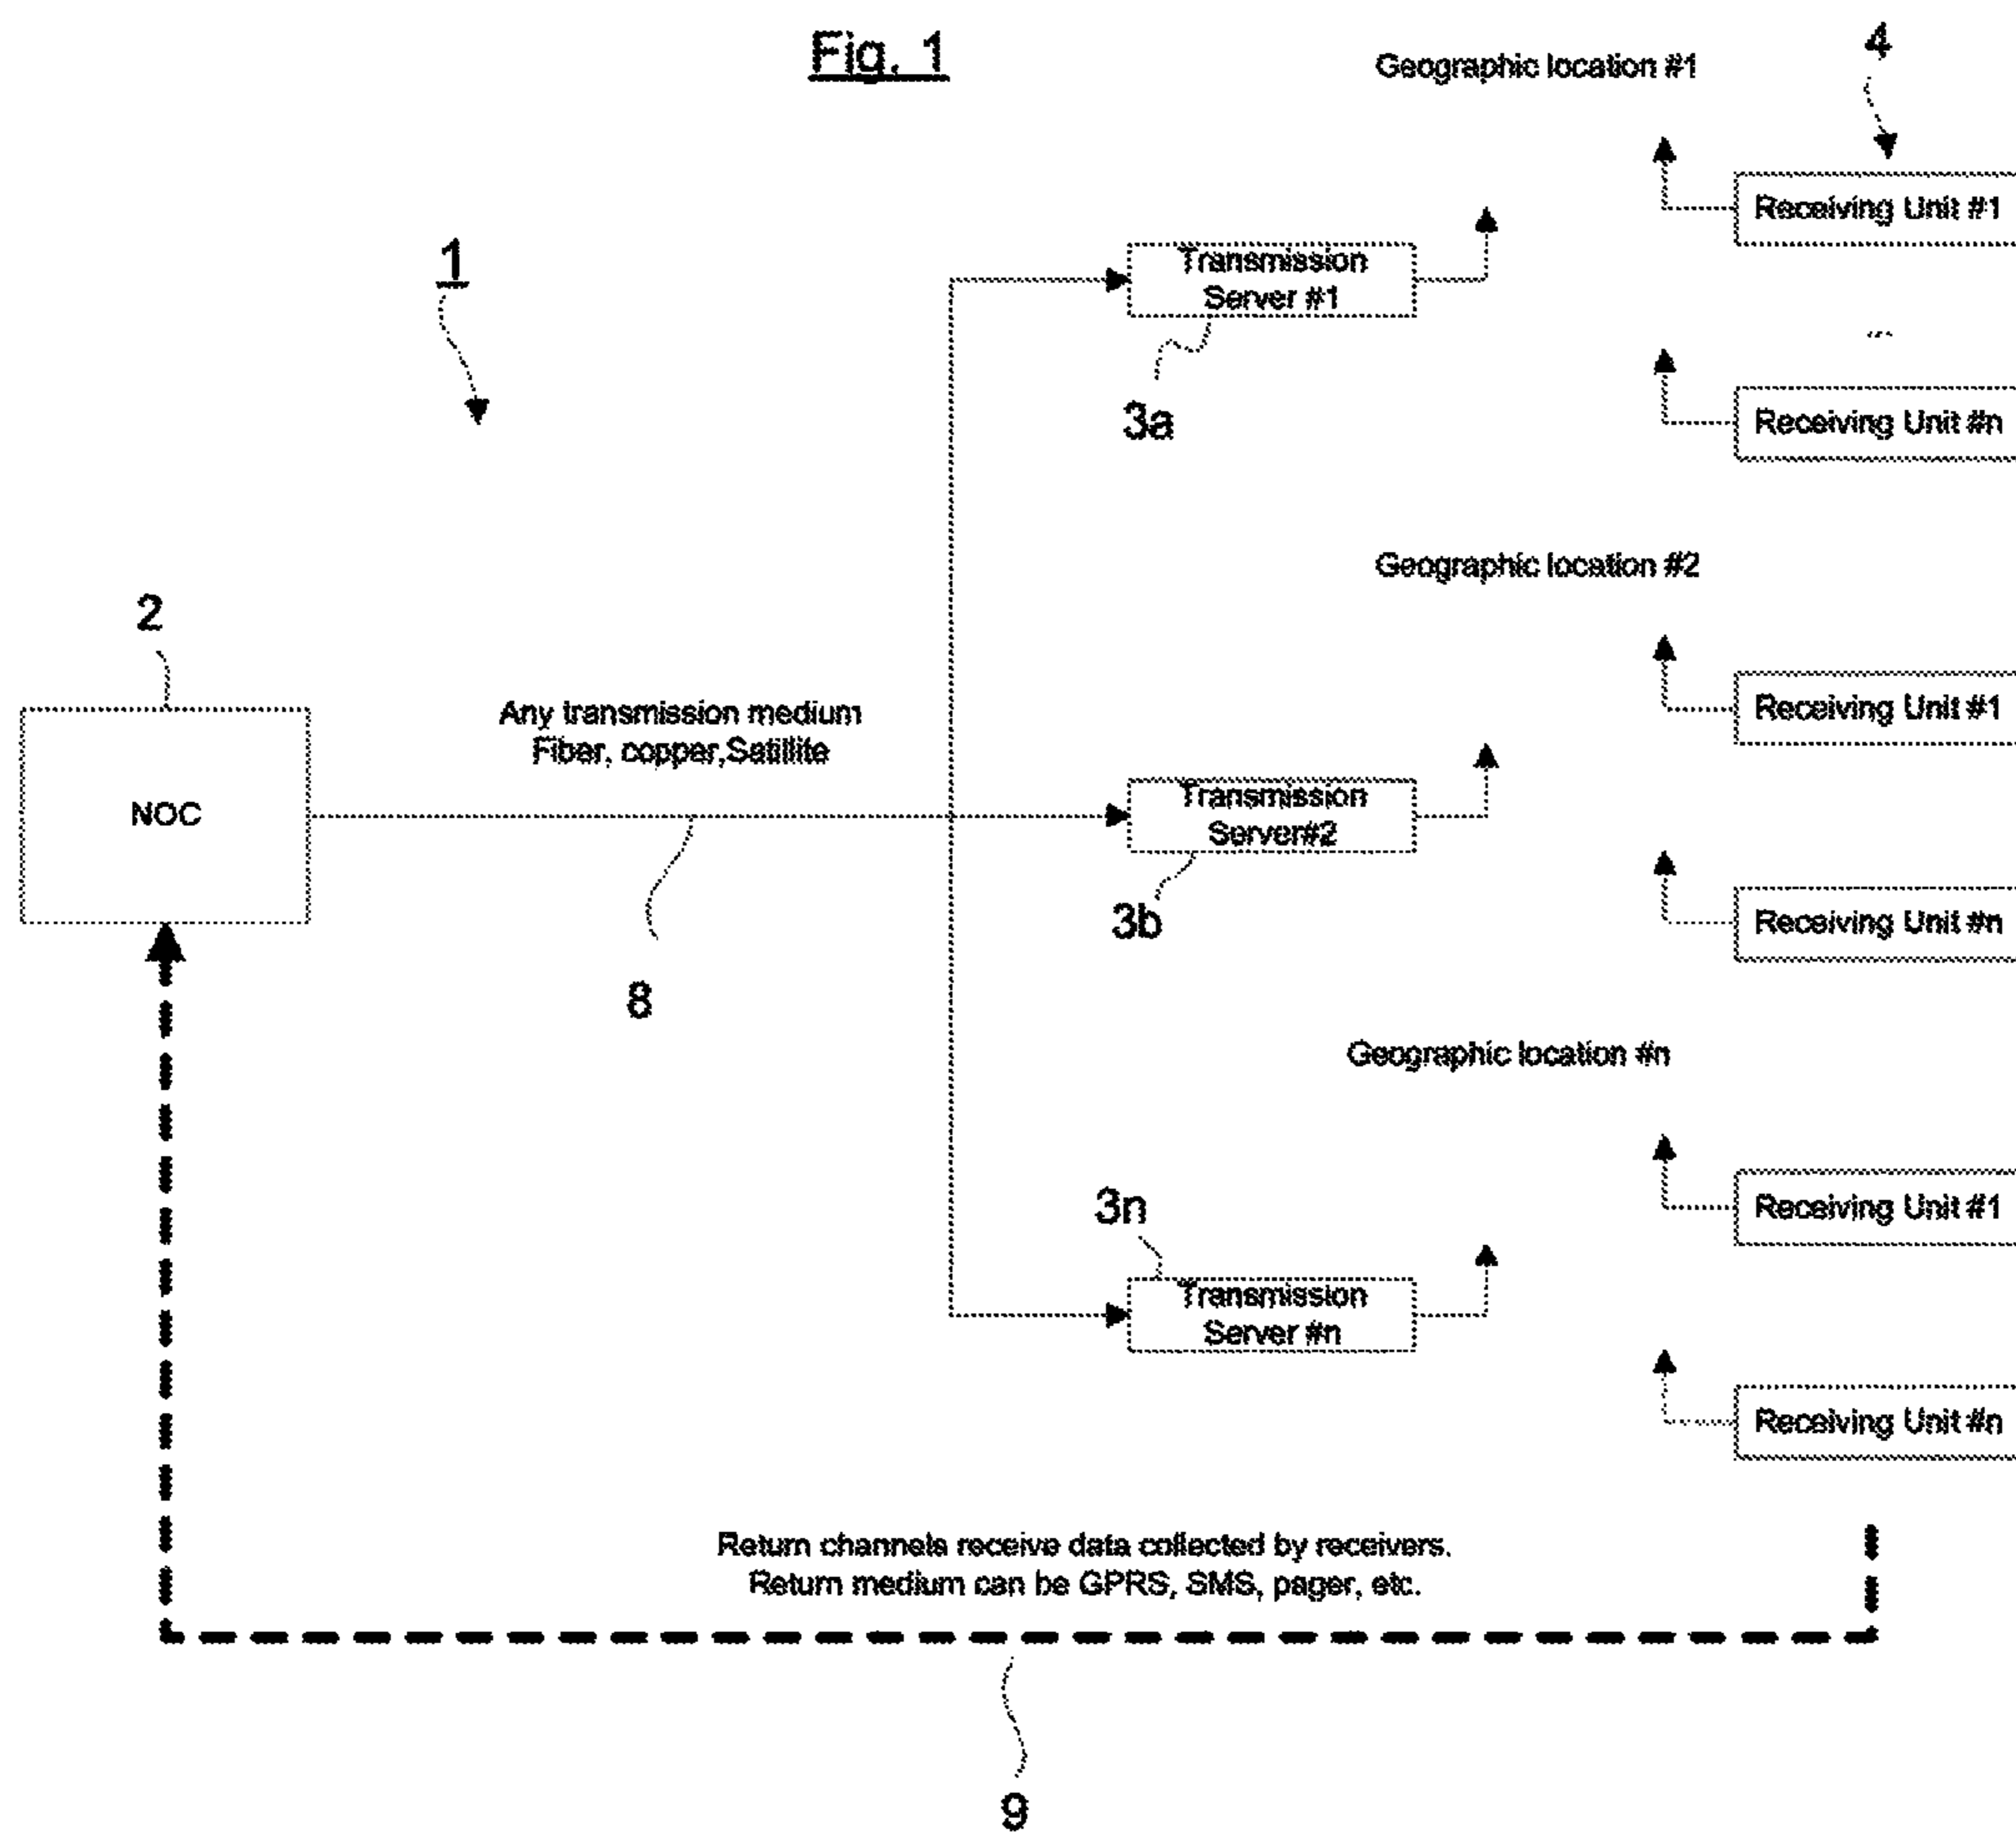 Fig. 1
Geographic location #1
4
Receiving Unit #1
1
Transmission
Server #1
3a
Receiving Unit #n
Geographic location #2
2
Receiving Unit #1
Any transmission medium
Fiber, copper,Satillite
NOC
Transmission
Server#2
3b
Receiving Unit #n
8
Geographic location #n
3n
Receiving Unit #1
Transmission
Server #n
Receiving Unit #n
Return channels receive data collected by receivers.
Return medium can be GPRS, SMS, pager, etc.
9